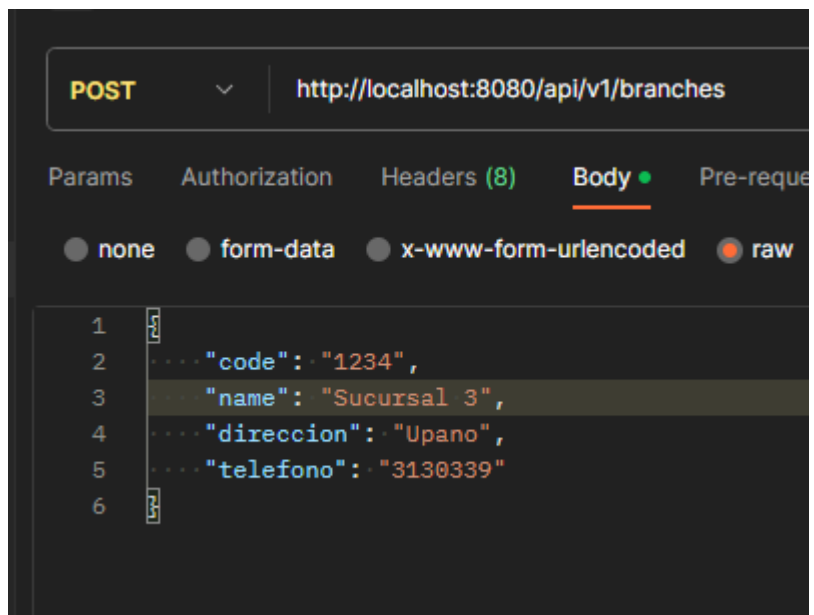 POST http://localhost:8080/api/v1/branches
Params Authorization Headers (8) Body Pre-reque
none form-data x-www-form-urlencoded raw
1 {
2 "code": "1234",
3 "name": "Sucursal 3",
4 "direccion": "Upano",
5 "telefono": "3130339"
6 }